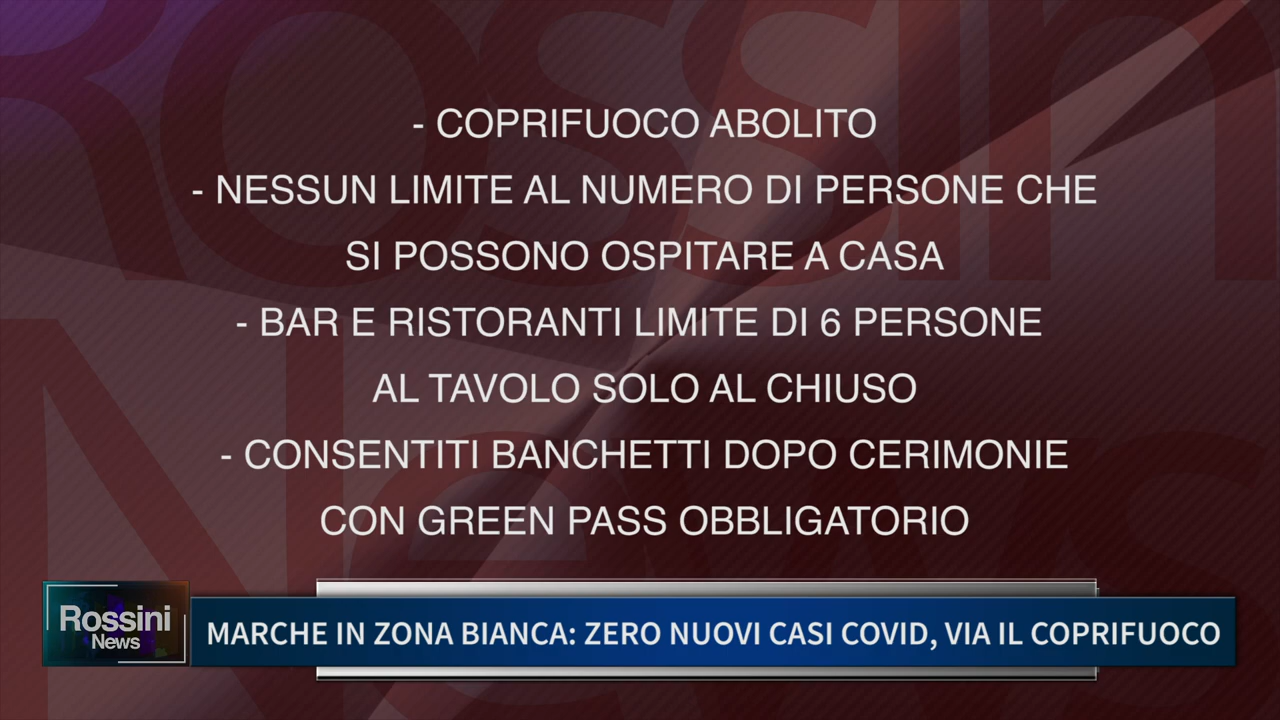 - COPRIFUOCO ABOLITO
- NESSUN LIMITE AL NUMERO DI PERSONE CHE
SI POSSONO OSPITARE A CASA
- BAR E RISTORANTI LIMITE DI 6 PERSONE
AL TAVOLO SOLO AL CHIUSO
- CONSENTITI BANCHETTI DOPO CERIMONIE
CON GREEN PASS OBBLIGATORIO
Rossini
News
MARCHE IN ZONA BIANCA: ZERO NUOVI CASI COVID, VIA IL COPRIFUOCO